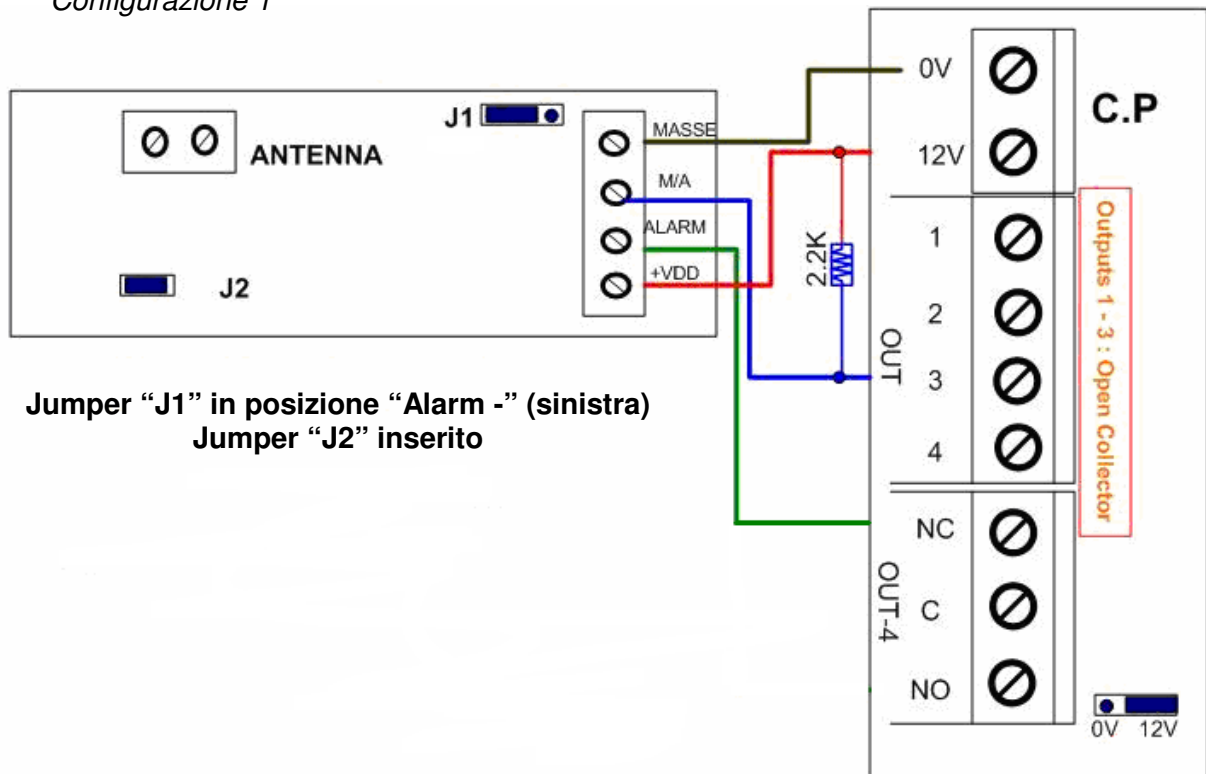 Configurazione 1
J1
ANTENNA
MASSE
M/A
ALARM
+VDD
J2
2.2K
C.P
0V
12V
OUT
1
2
3
4
Outputs 1 - 3 : Open Collector
OUT-4
NC
C
NO
0V 12V
Jumper “J1” in posizione “Alarm -” (sinistra)
Jumper “J2” inserito